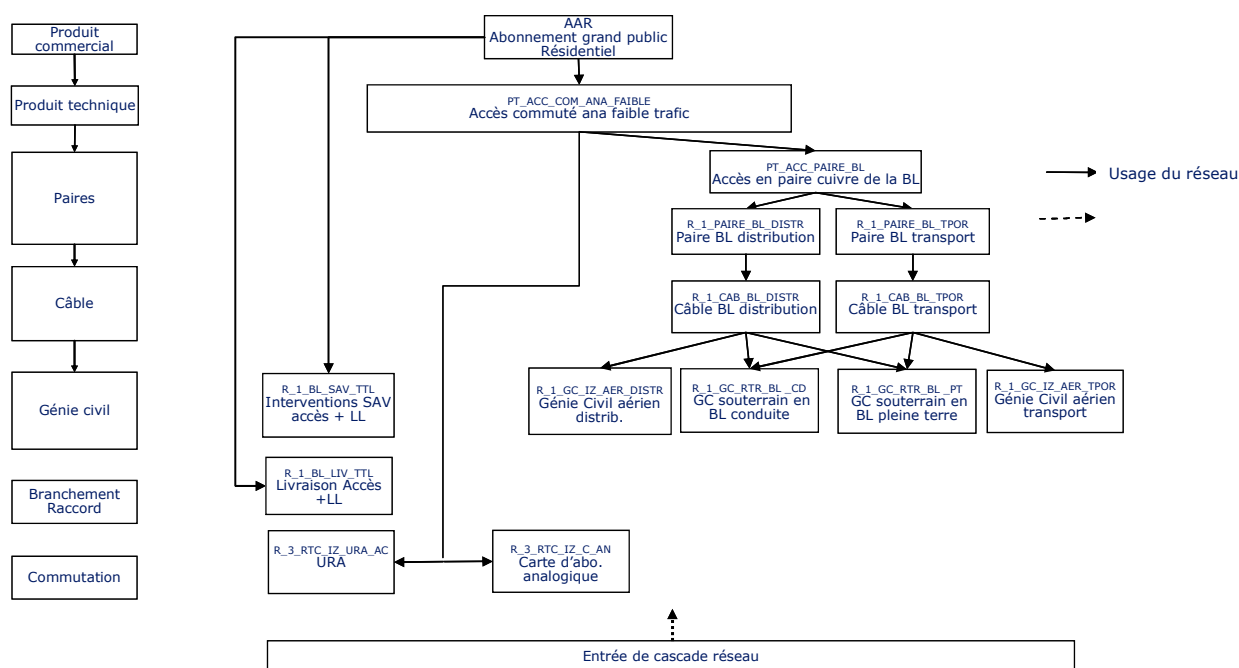 Produit
commercial
AAR
Abonnement grand public
Résidentiel
Produit technique
PT_ACC_COM_ANA_FAIBLE
Accès commuté ana faible trafic
Paires
PT_ACC_PAIRE_BL
Accès en paire cuivre de la BL
Usage du réseau
R_1_PAIRE_BL_DISTR
Paire BL distribution
R_1_PAIRE_BL_TPOR
Paire BL transport
Câble
R_1_CAB_BL_DISTR
Câble BL distribution
R_1_CAB_BL_TPOR
Câble BL transport
Génie civil
R_1_BL_SAV_TTL
Interventions SAV
accès + LL
R_1_GC_IZ_AER_DISTR
Génie Civil aérien
distrib.
R_1_GC_RTR_BL_CD
GC souterrain en
BL conduite
R_1_GC_RTR_BL_PT
GC souterrain en
BL pleine terre
R_1_GC_IZ_AER_TPOR
Génie Civil aérien
transport
Branchement
Raccord
R_1_BL_LIV_TTL
Livraison Accès
+LL
Commutation
R_3_RTC_IZ_URA_AC
URA
R_3_RTC_IZ_C_AN
Carte d'abo.
analogique
Entrée de cascade réseau